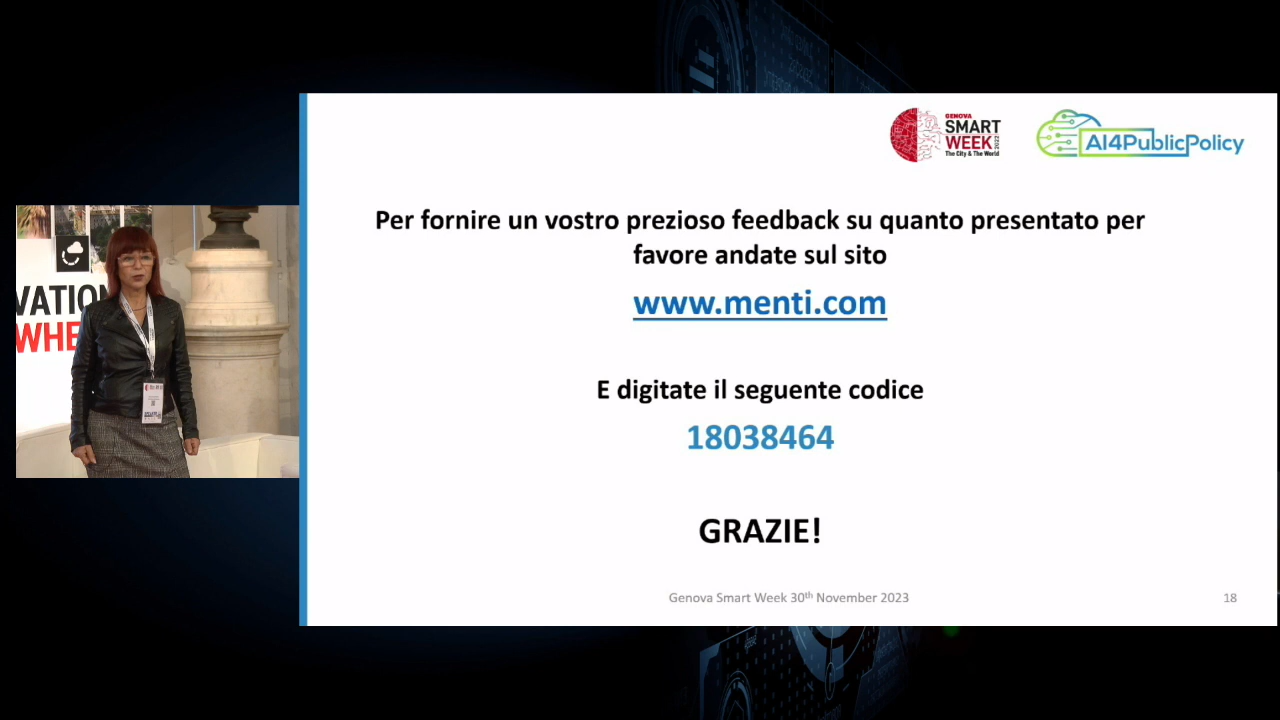 GENOVA
SMART
WEEK
The City & The World
AI4PublicPolicy
Per fornire un vostro prezioso feedback su quanto presentato per
favore andate sul sito
www.menti.com
E digitate il seguente codice
18038464
GRAZIE!
Genova Smart Week 30th November 2023
18
VATION
WHE